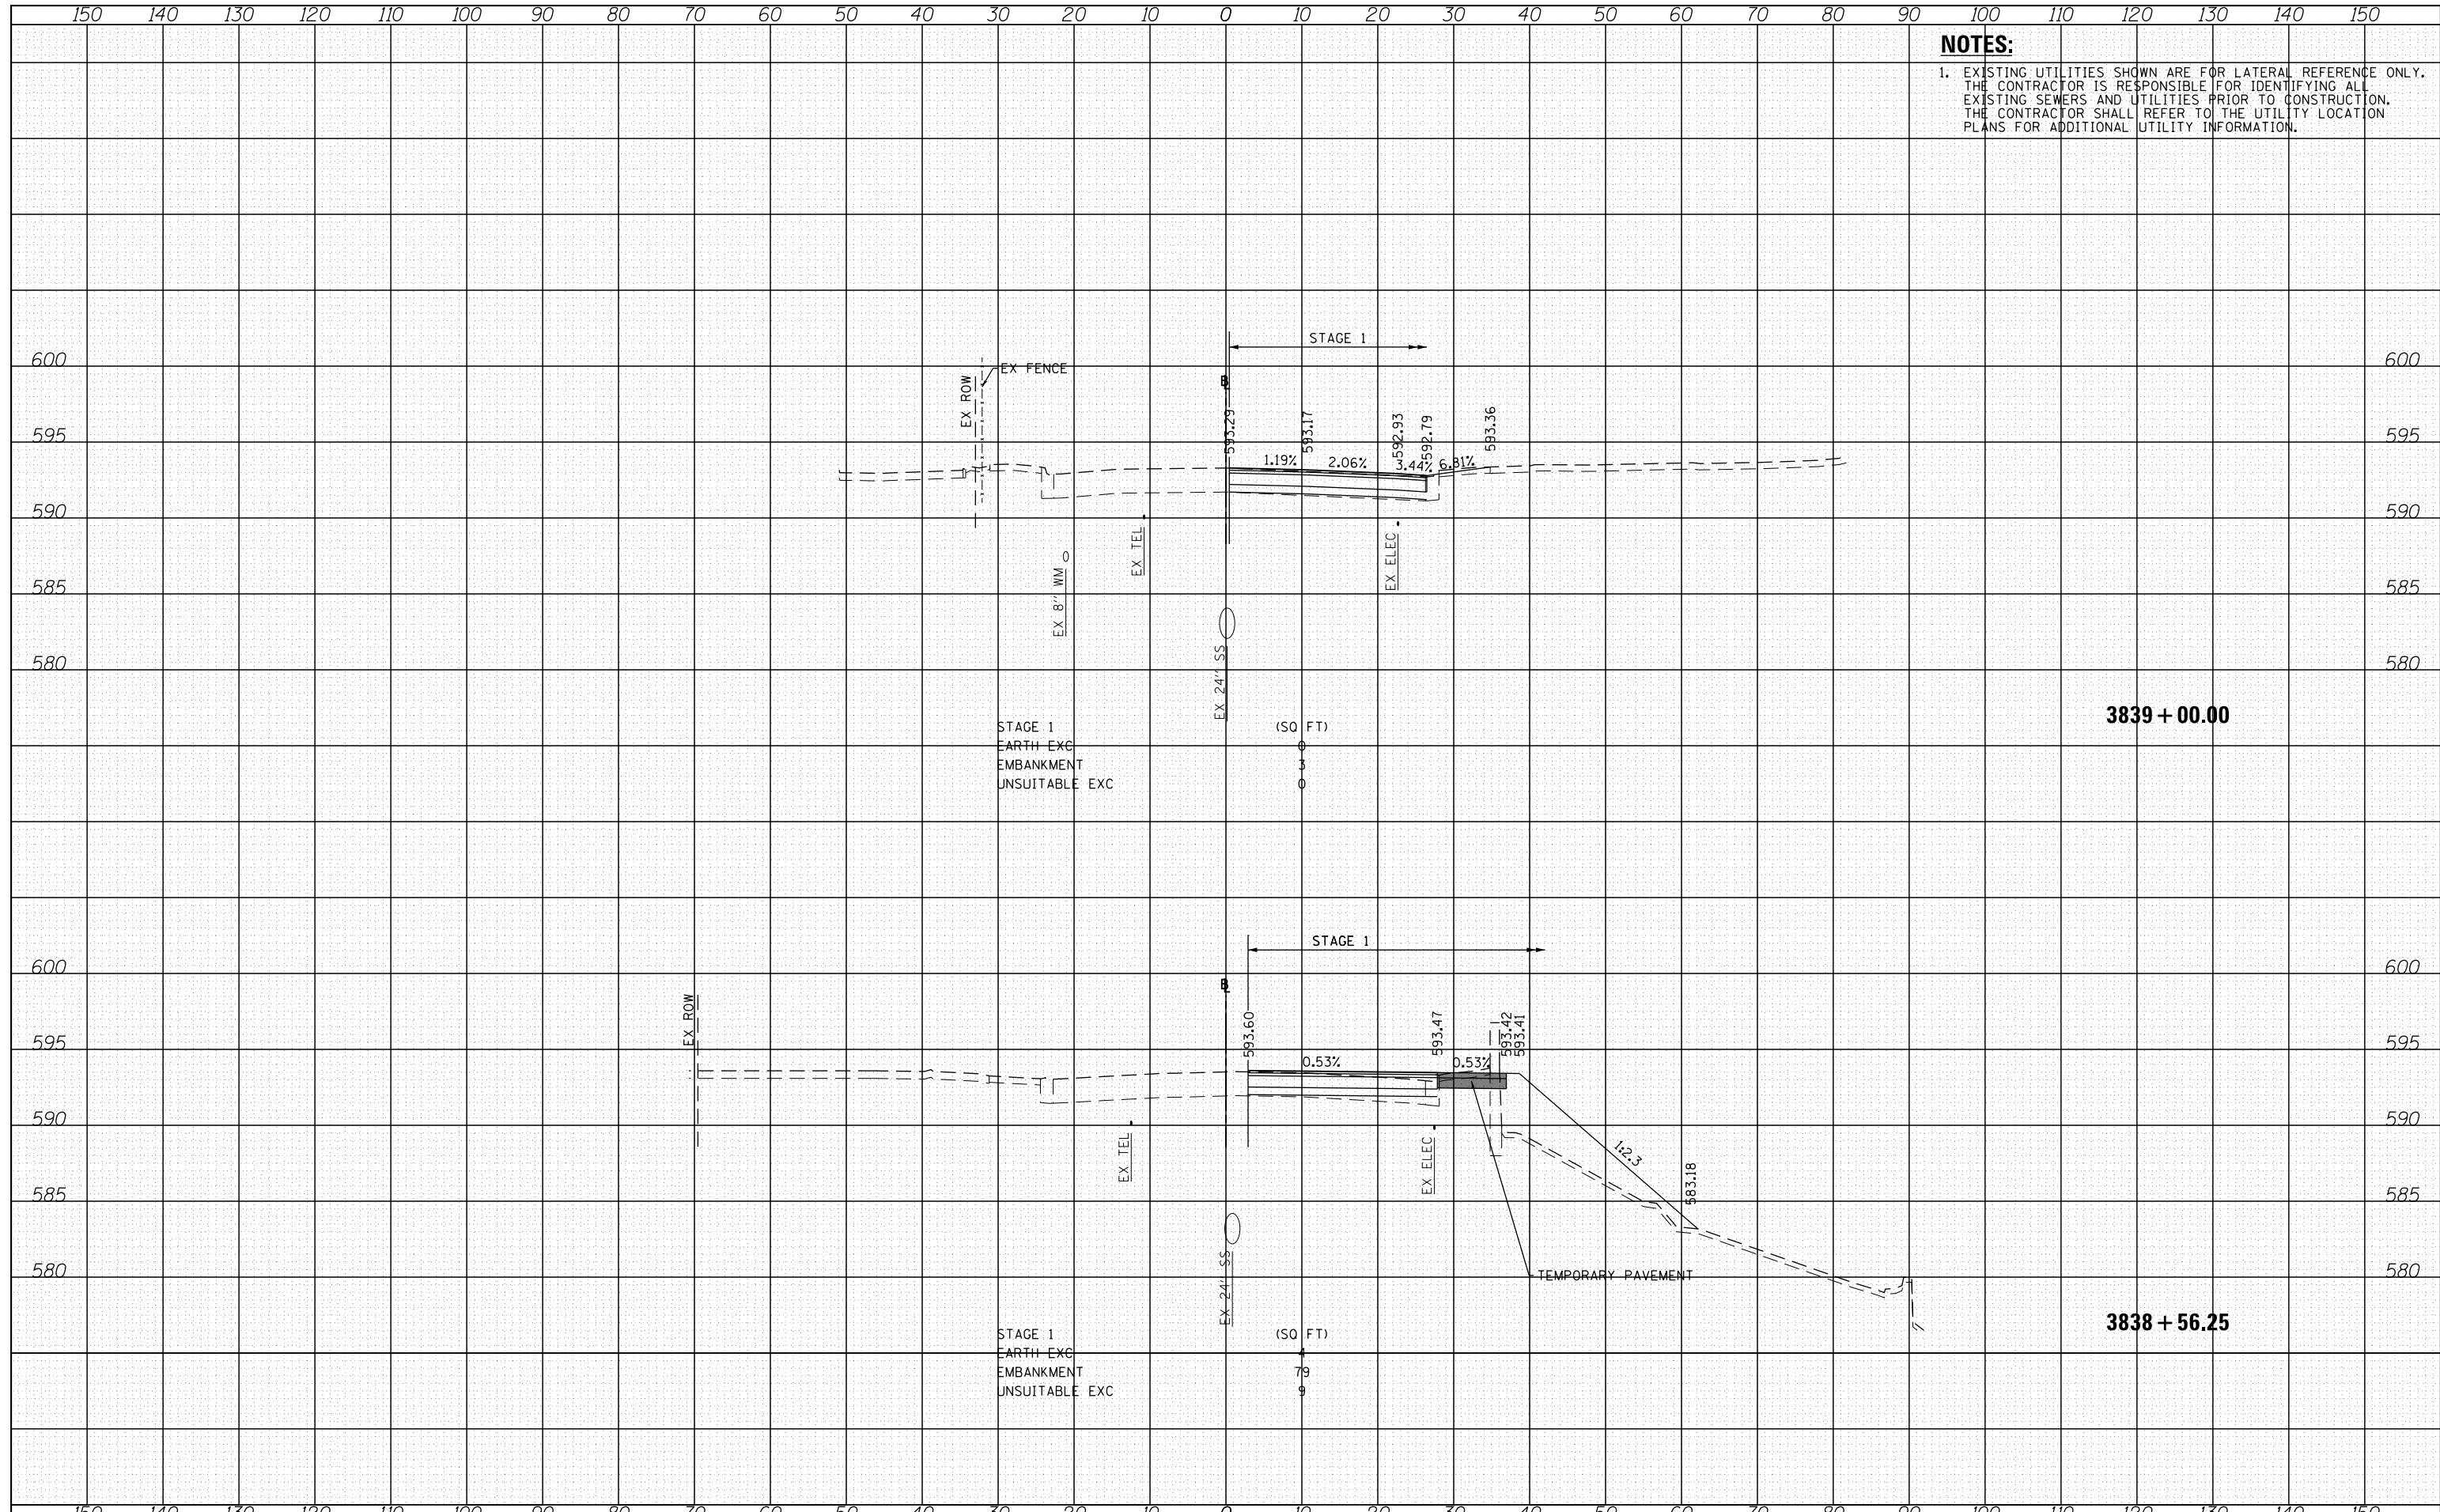 150 140 130 120 110 100 90 80 70 60 50 40 30 20 10 0 10 20 30 40 50 60 70 80 90 100 110 120 130 140 150
NOTES:
1. EXISTING UTILITIES SHOWN ARE FOR LATERAL REFERENCE ONLY.
THE CONTRACTOR IS RESPONSIBLE FOR IDENTIFYING ALL
EXISTING SEWERS AND UTILITIES PRIOR TO CONSTRUCTION.
THE CONTRACTOR SHALL REFER TO THE UTILITY LOCATION
PLANS FOR ADDITIONAL UTILITY INFORMATION.
STAGE 1
600 600
EX FENCE
EX ROW
593.29
593.17
592.93
592.79
593.36
595 595
1.19% 2.06% 3.44% 6.81%
590 590
EX TEL
EX ELEC
EX 8'' WM
585 585
EX 24'' SS
580 580
3839+00.00
STAGE 1 (SQ FT)
EARTH EXC 0
EMBANKMENT 3
UNSUITABLE EXC 0
STAGE 1
600 600
EX ROW
593.60
593.47
593.42
593.41
595 595
0.53% 0.53%
590 590
EX TEL
EX ELEC
1:2.3
583.18
585 585
EX 24'' SS
580 580
TEMPORARY PAVEMENT
3838+56.25
STAGE 1 (SQ FT)
EARTH EXC 4
EMBANKMENT 79
UNSUITABLE EXC 9
150 140 130 120 110 100 90 80 70 60 50 40 30 20 10 0 10 20 30 40 50 60 70 80 90 100 110 120 130 140 150